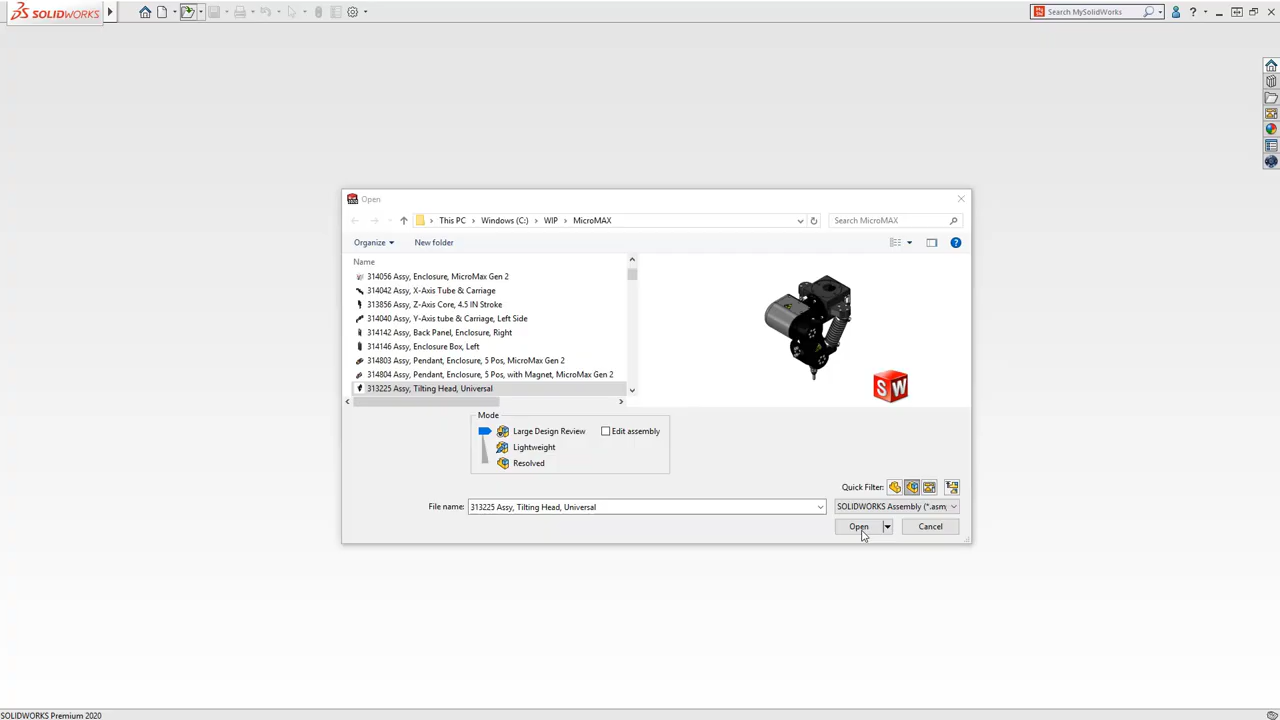 SOLIDWORKS
Search MySolidWorks
?
Open
This PC > Windows (C:) > WIP > MicroMAX
Search MicroMAX
Organize
New folder
?
Name
314056 Assy, Enclosure, MicroMax Gen 2
314042 Assy, X-Axis Tube & Carriage
313856 Assy, Z-Axis Core, 4.5 IN Stroke
314040 Assy, Y-Axis tube & Carriage, Left Side
314142 Assy, Back Panel, Enclosure, Right
314146 Assy, Enclosure Box, Left
314803 Assy, Pendant, Enclosure, 5 Pos, MicroMax Gen 2
314804 Assy, Pendant, Enclosure, 5 Pos, with Magnet, MicroMax Gen 2
313225 Assy, Tilting Head, Universal
SW
Mode
Large Design Review
Edit assembly
Lightweight
Resolved
Quick Filter:
File name:
313225 Assy, Tilting Head, Universal
SOLIDWORKS Assembly (*.asm;
Open
Cancel
SOLIDWORKS Premium 2020